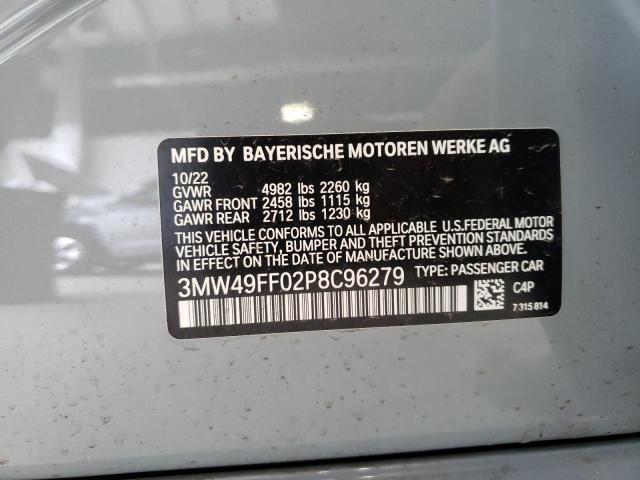 MFD BY BAYERISCHE MOTOREN WERKE AG
10/22
GVWR 4982 lbs 2260 kg
GAWR FRONT 2458 lbs 1115 kg
GAWR REAR 2712 lbs 1230 kg
THIS VEHICLE CONFORMS TO ALL APPLICABLE U.S.FEDERAL MOTOR
VEHICLE SAFETY, BUMPER AND THEFT PREVENTION STANDARDS
IN EFFECT ON THE DATE OF MANUFACTURE SHOWN ABOVE.
3MW49FF02P8C96279 TYPE: PASSENGER CAR
C4P
7 315 814